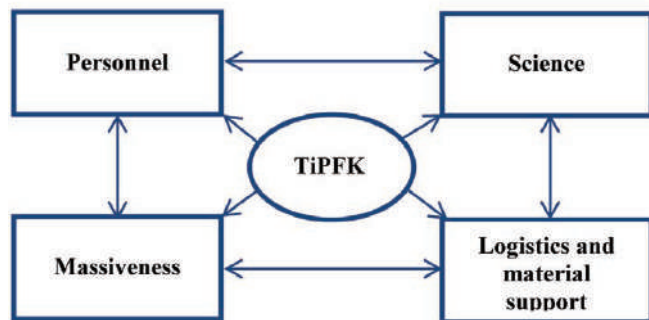 Personnel
Science
TiPFK
Massiveness
Logistics and
material
support